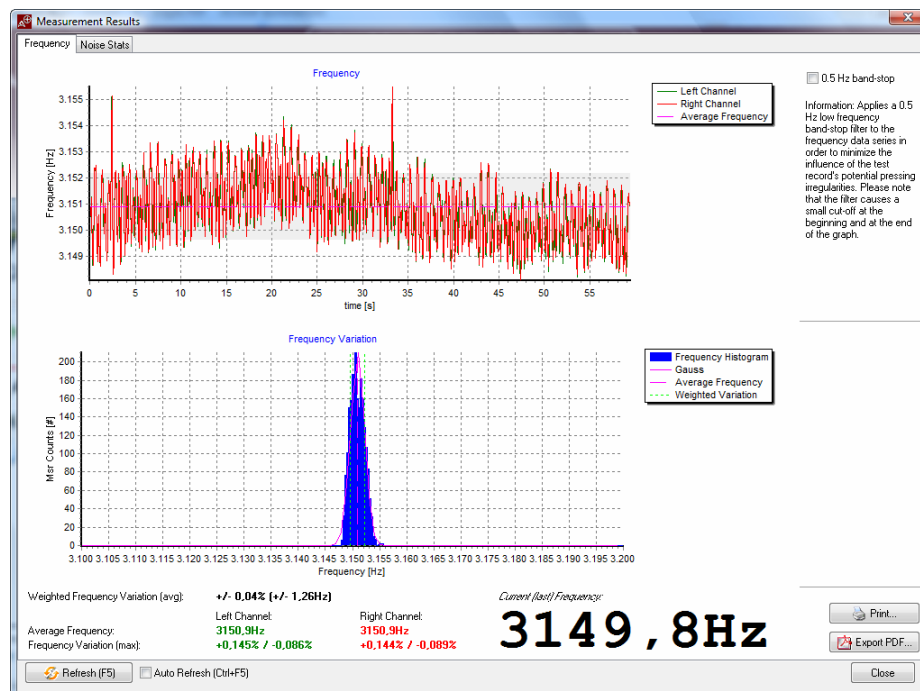 Measurement Results
Frequency
Noise Stats
Frequency
3.155
3.154
3.153
3.152
3.151
3.150
3.149
Frequency [Hz]
0 5 10 15 20 25 30 35 40 45 50 55
time [s]
Left Channel
Right Channel
Average Frequency
0.5 Hz band-stop
Information: Applies a 0.5
Hz low frequency
band-stop filter to the
frequency data series in
order to minimize the
influence of the test
record's potential pressing
irregularities. Please note
that the filter causes a
small cut-off at the
beginning and at the end
of the graph.
Frequency Variation
200
180
160
140
120
100
80
60
40
20
0
Msr Counts [#]
3.100 3.105 3.110 3.115 3.120 3.125 3.130 3.135 3.140 3.145 3.150 3.155 3.160 3.165 3.170 3.175 3.180 3.185 3.190 3.195 3.200
Frequency [Hz]
Frequency Histogram
Gauss
Average Frequency
Weighted Variation
Weighted Frequency Variation (avg): +/- 0,04% (+/- 1,26Hz)
Left Channel: Right Channel:
Average Frequency: 3150,9Hz 3150,9Hz
Frequency Variation (max): +0,145% / -0,086% +0,144% / -0,089%
Current (last) Frequency:
3149,8Hz
Print...
Export PDF...
Refresh (F5)
Auto Refresh (Ctrl+F5)
Close